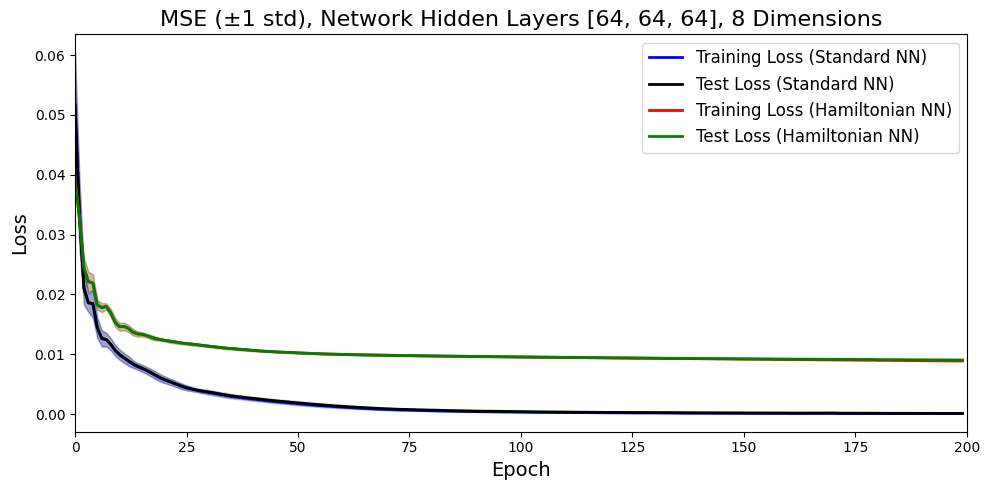 MSE (±1 std), Network Hidden Layers [64, 64, 64], 8 Dimensions
0.06
0.05
0.04
0.03
0.02
0.01
0.00
Loss
Training Loss (Standard NN)
Test Loss (Standard NN)
Training Loss (Hamiltonian NN)
Test Loss (Hamiltonian NN)
0 25 50 75 100 125 150 175 200
Epoch